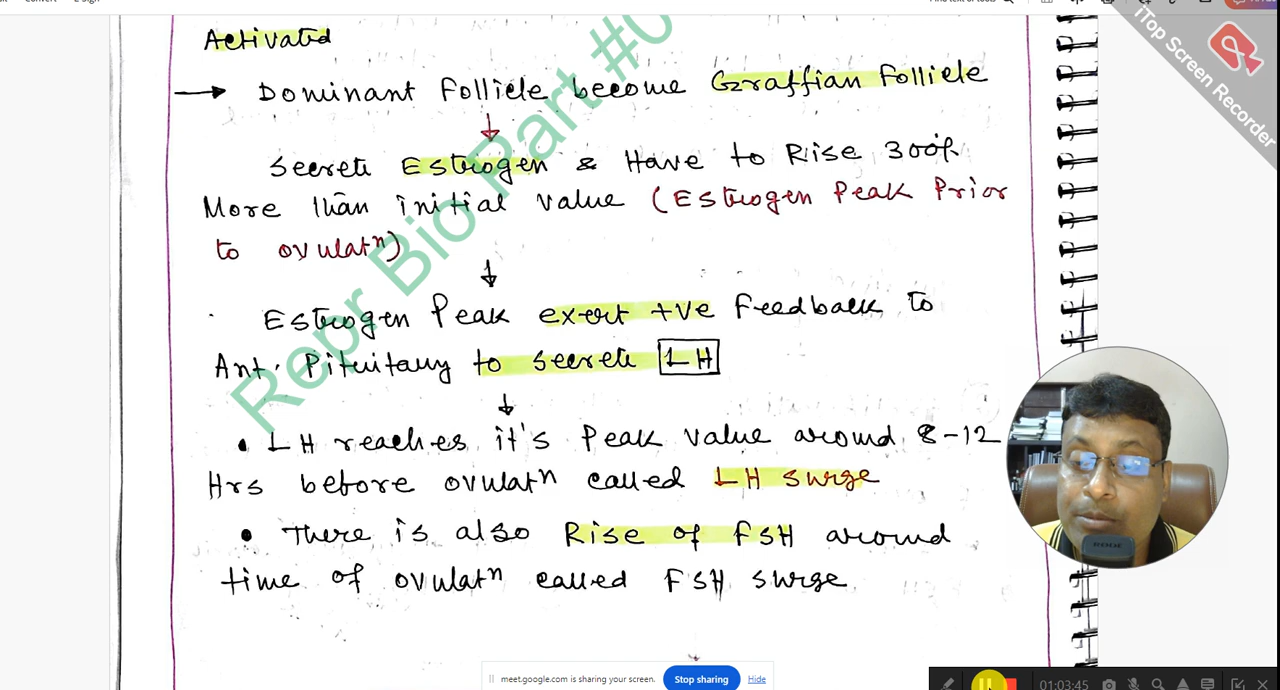 Activated
→ Dominant Follicle become Graffian Follicle
Secrete Estrogen & Have to Rise 300%
More than initial value (Estrogen Peak Prior
to ovulatⁿ)
Estrogen Peak exert +ve Feedback to
Ant. Pituitary to secrete LH
• LH reaches it's Peak value around 8-12
Hrs before ovulatⁿ called LH surge
• There is also Rise of FSH around
time of ovulatⁿ called FSH surge
Repr Bio Part #0
iTop Screen Recorder
RODE
meet.google.com is sharing your screen.
Stop sharing
Hide
01:03:45